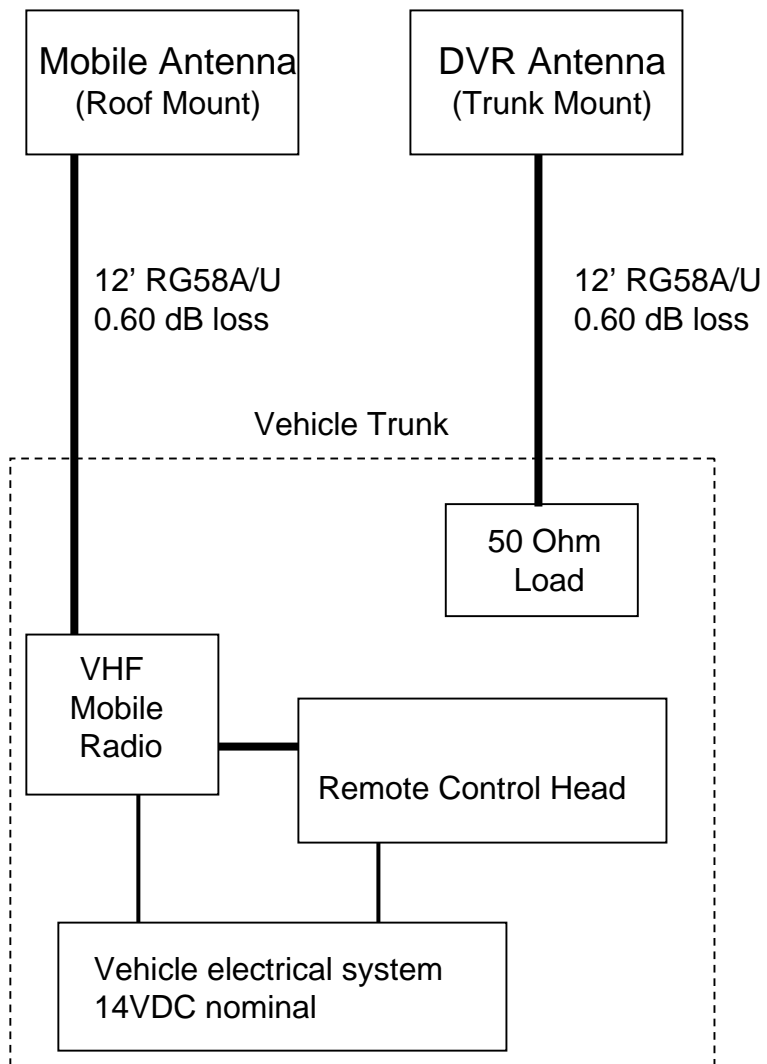 Mobile Antenna
(Roof Mount)
DVR Antenna
(Trunk Mount)
12’ RG58A/U
0.60 dB loss
12’ RG58A/U
0.60 dB loss
Vehicle Trunk
50 Ohm
Load
VHF
Mobile
Radio
Remote Control Head
Vehicle electrical system
14VDC nominal